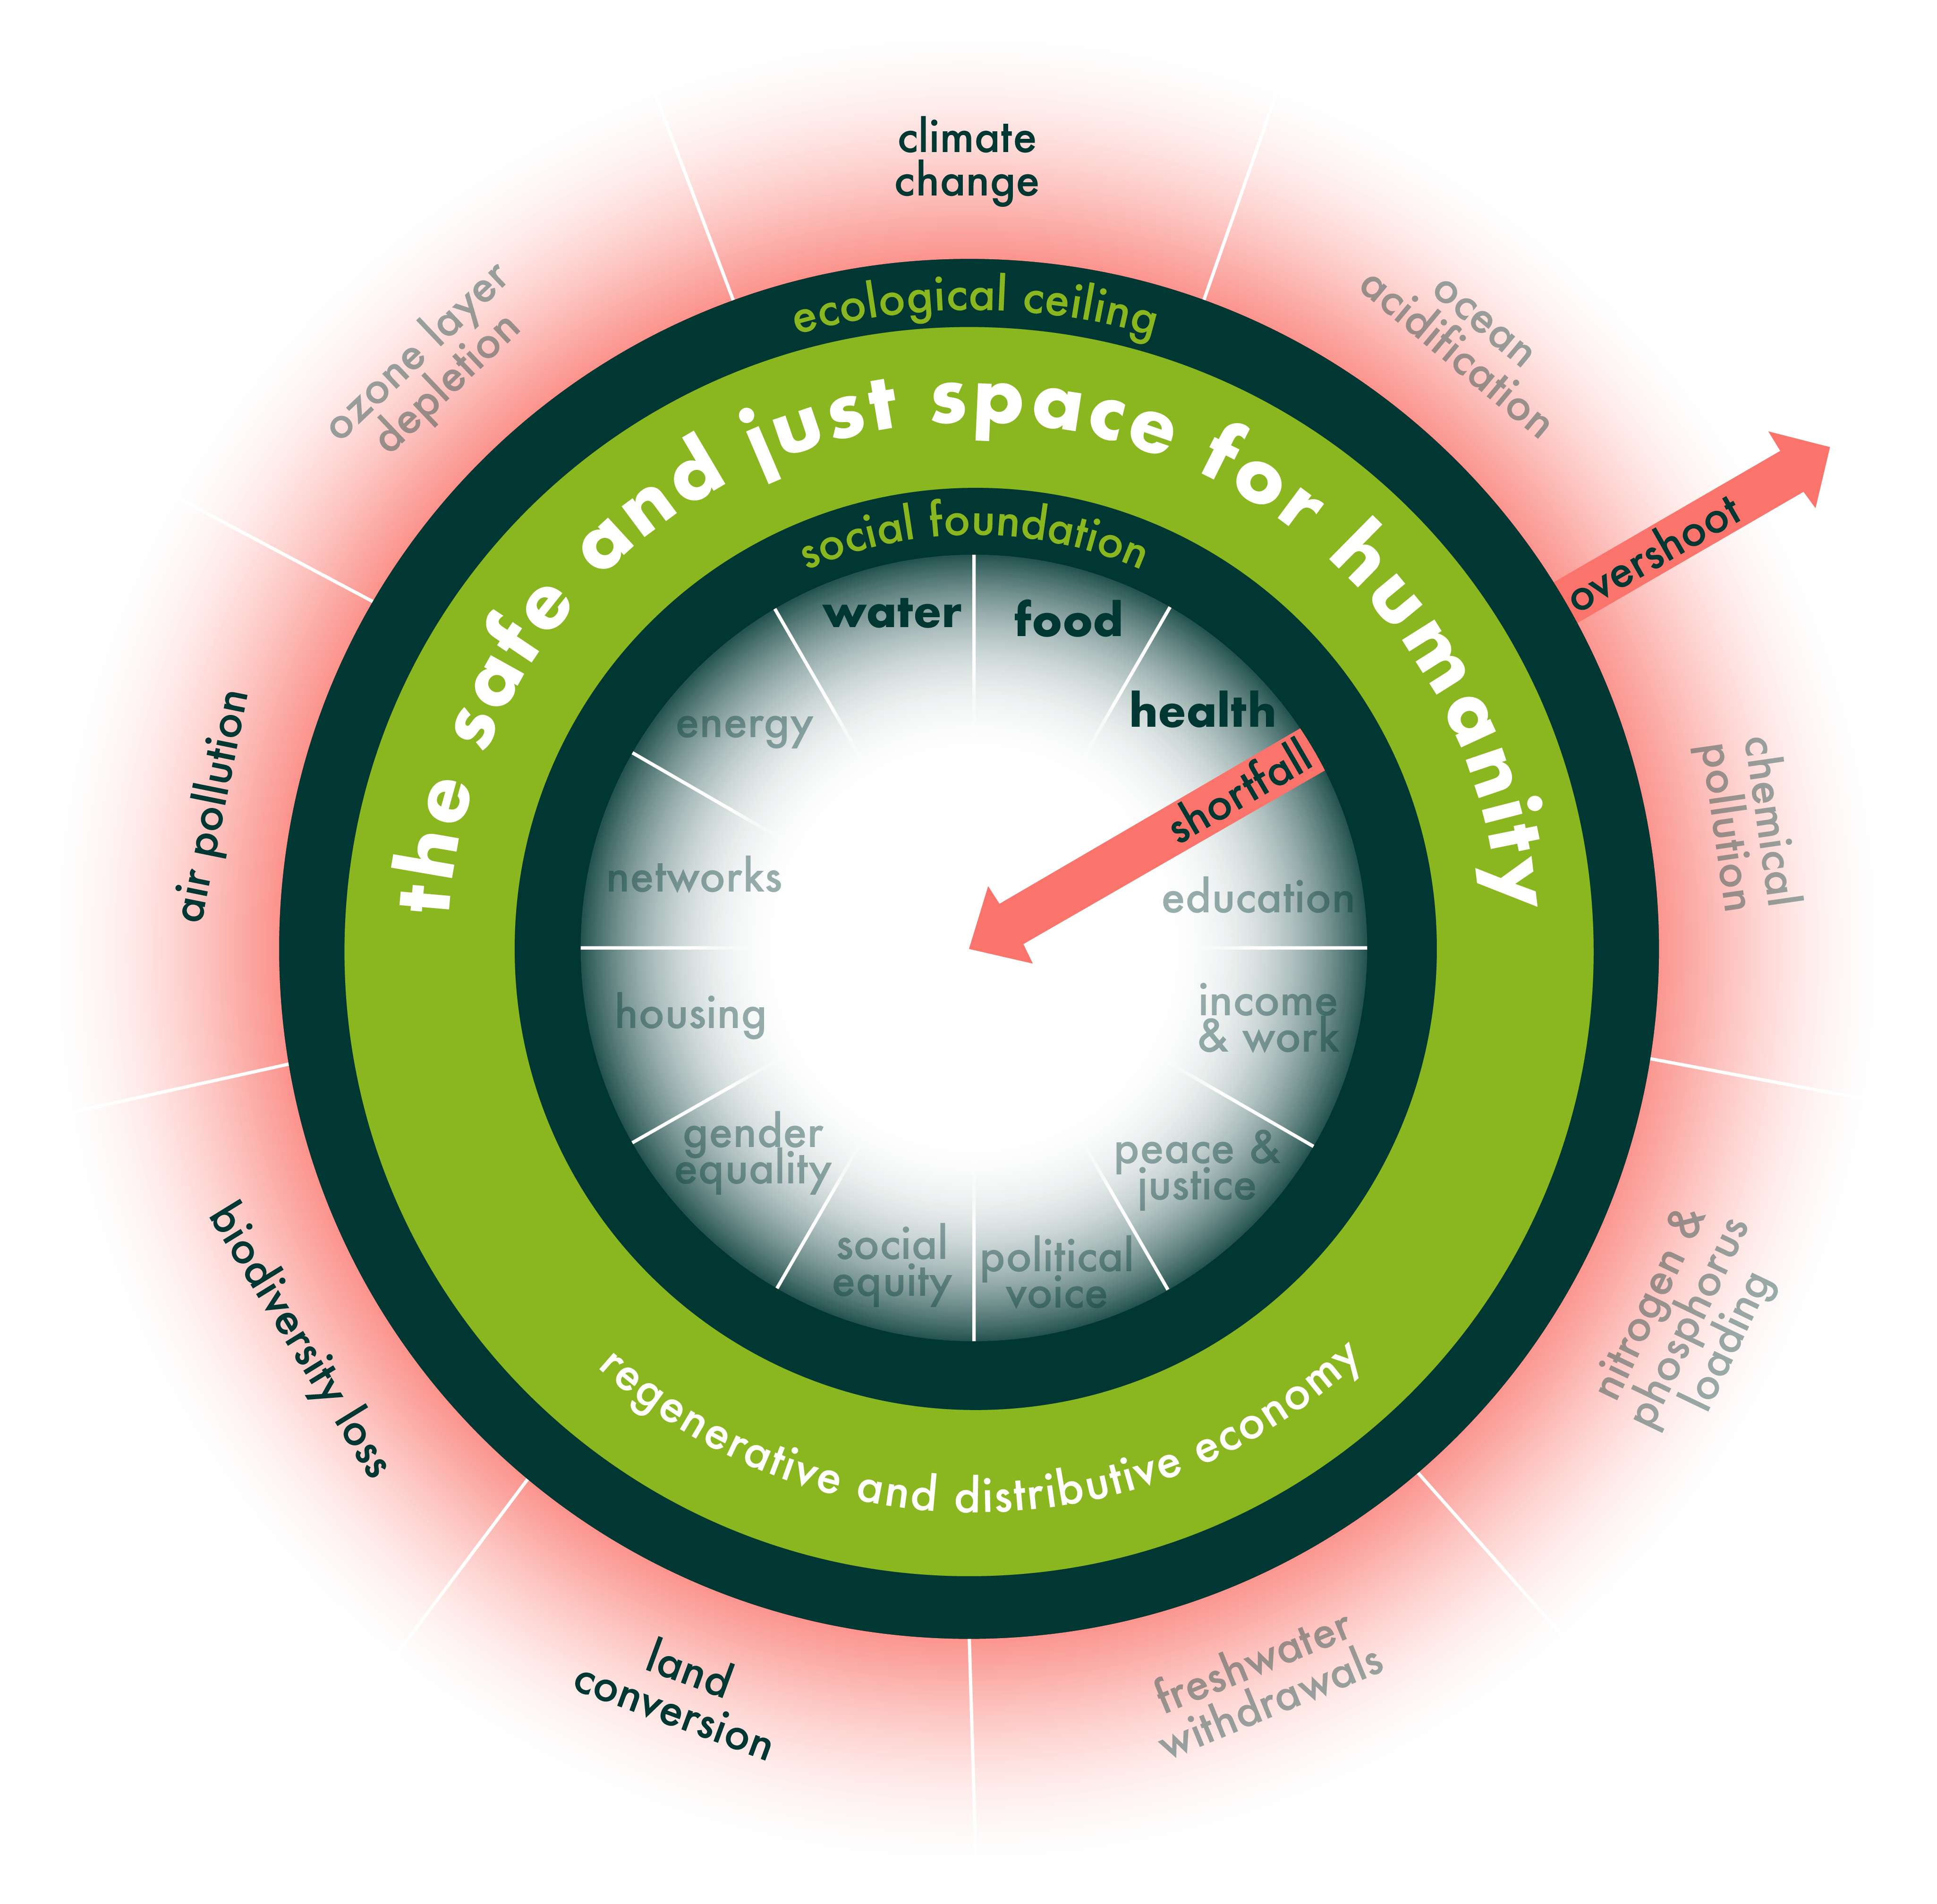 climate
change
ocean
acidification
overshoot
chemical
pollution
nitrogen &
phosphorus
loading
freshwater
withdrawals
land
conversion
biodiversity loss
air pollution
ozone layer
depletion
ecological ceiling
the safe and just space for humanity
social foundation
water
food
health
shortfall
education
income
& work
peace &
justice
political
voice
social
equity
gender
equality
housing
networks
energy
regenerative and distributive economy